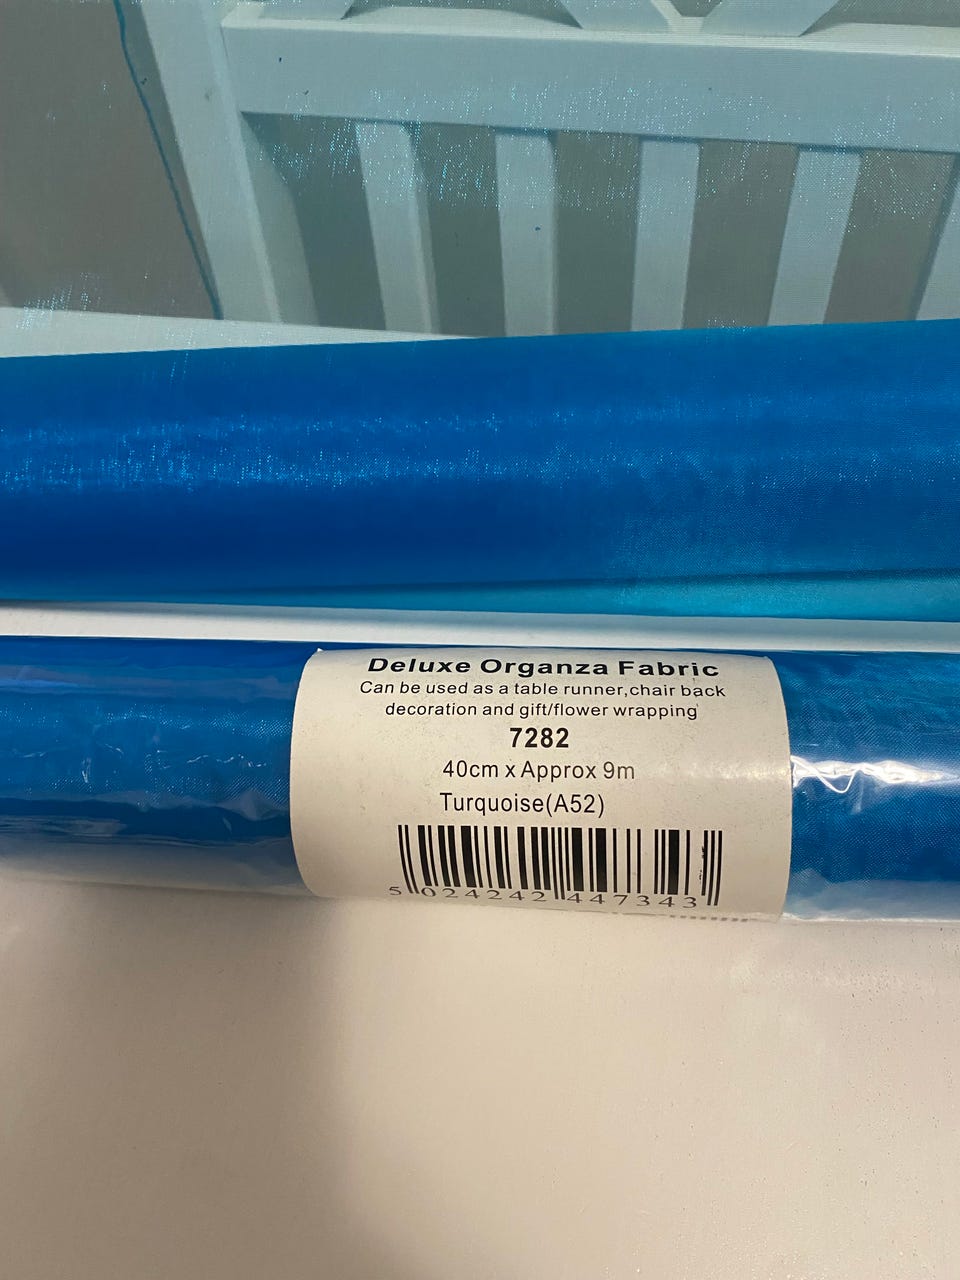 Deluxe Organza Fabric
Can be used as a table runner,chair back
decoration and gift/flower wrapping
7282
40cm x Approx 9m
Turquoise(A52)
5 024242 447343